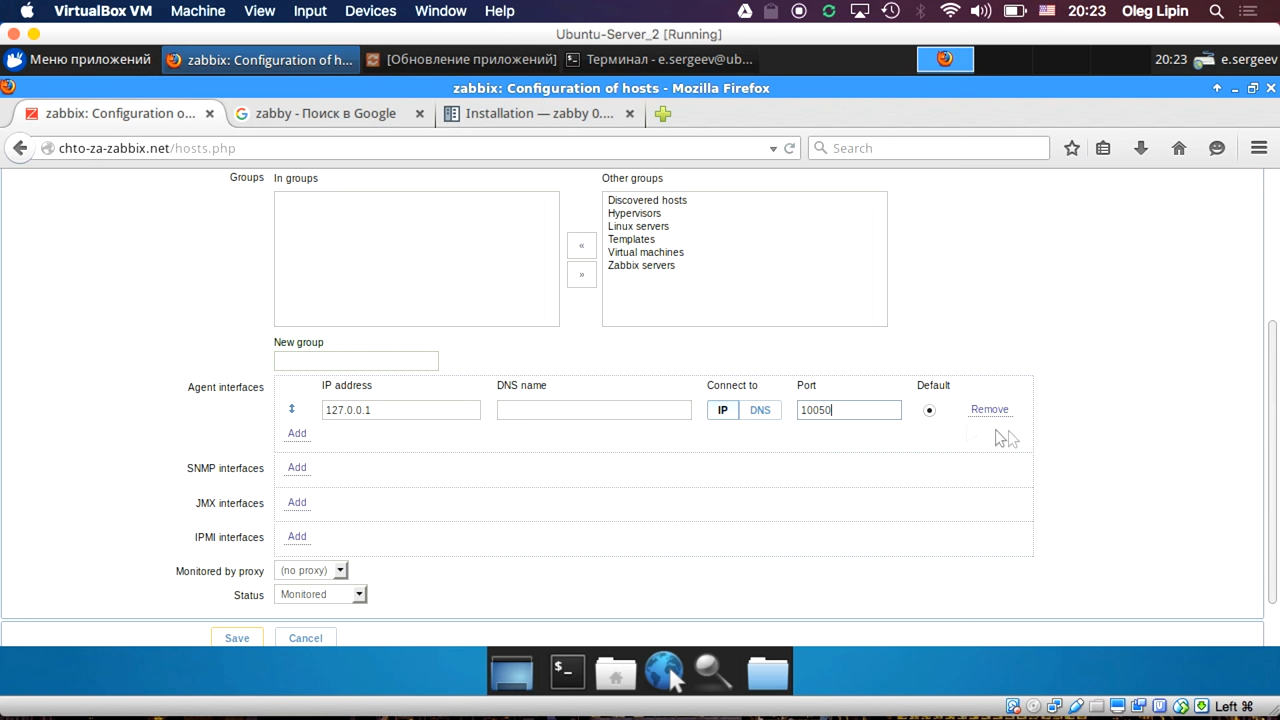 VirtualBox VM Machine View Input Devices Window Help 20:23 Oleg Lipin
Ubuntu-Server_2 [Running]
Меню приложений zabbix: Configuration of h... [Обновление приложений] Терминал - e.sergeev@ub... 20:23 e.sergeev
zabbix: Configuration of hosts - Mozilla Firefox
zabbix: Configuration o... zabby - Поиск в Google Installation — zabby 0....
chto-za-zabbix.net/hosts.php Search
Groups In groups Other groups
Discovered hosts
Hypervisors
Linux servers
Templates
Virtual machines
Zabbix servers
«
»
New group
Agent interfaces IP address DNS name Connect to Port Default
127.0.0.1 IP DNS 10050 Remove
Add
SNMP interfaces Add
JMX interfaces Add
IPMI interfaces Add
Monitored by proxy (no proxy)
Status Monitored
Save Cancel
Left ⌘